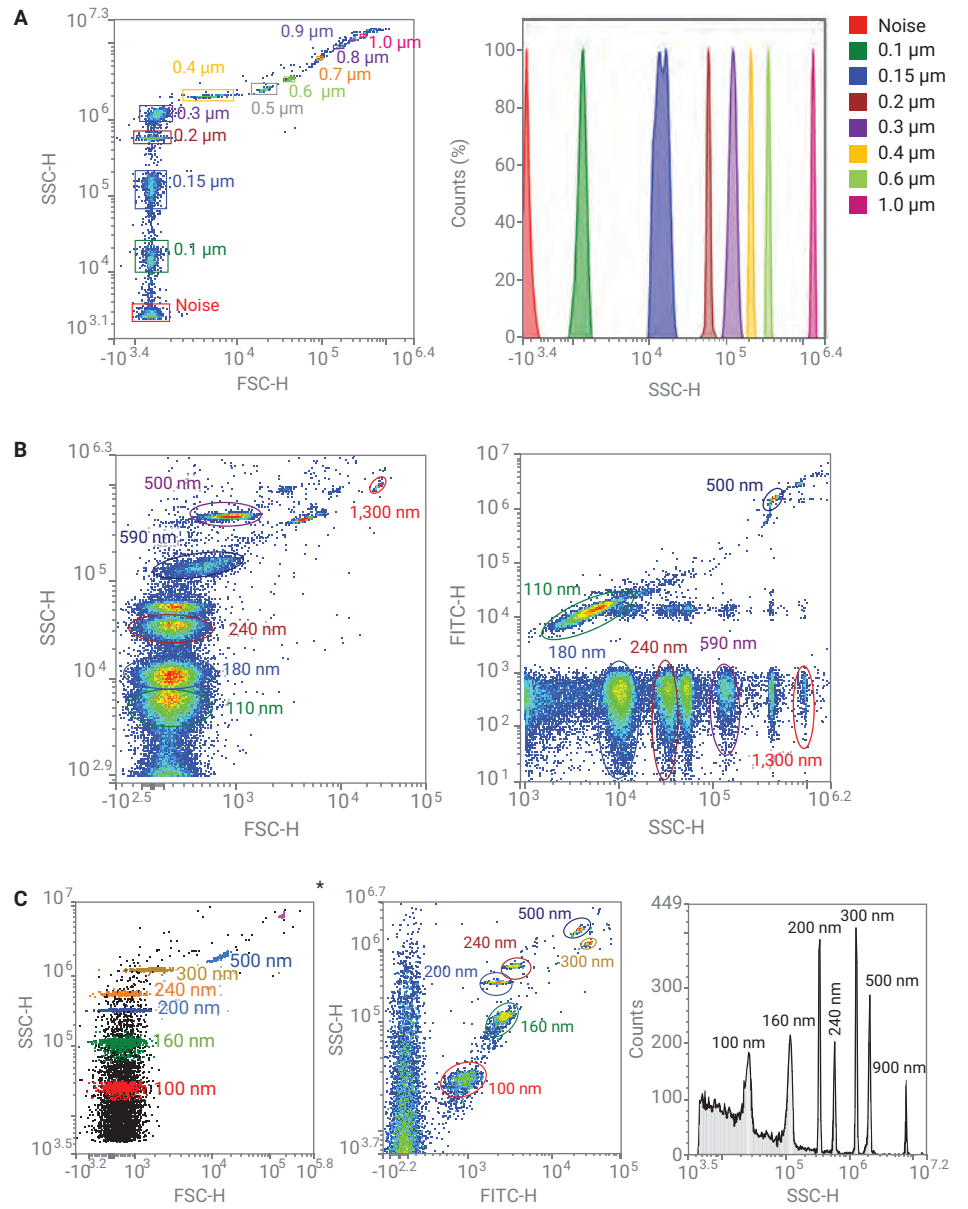 A
10^7.3
10^6
10^5
10^4
10^3.1
SSC-H
-10^3.4
10^4
10^5
10^6.4
FSC-H
0.9 µm
1.0 µm
0.8 µm
0.7 µm
0.6 µm
0.5 µm
0.4 µm
0.3 µm
0.2 µm
0.15 µm
0.1 µm
Noise
100
80
60
40
20
0
Counts (%)
-10^3.4
10^4
10^5
10^6.4
SSC-H
Noise
0.1 µm
0.15 µm
0.2 µm
0.3 µm
0.4 µm
0.6 µm
1.0 µm
B
10^6.3
10^5
10^4
10^2.9
SSC-H
-10^2.5
10^3
10^4
10^5
FSC-H
500 nm
1,300 nm
590 nm
240 nm
180 nm
110 nm
10^7
10^6
10^5
10^4
10^3
10^2
10^1
FITC-H
10^3
10^4
10^5
10^6.2
SSC-H
500 nm
110 nm
180 nm
240 nm
590 nm
1,300 nm
C
10^7
10^6
10^5
10^3.5
SSC-H
-10^3.2
10^3
10^4
10^5.8
FSC-H
*
500 nm
300 nm
240 nm
200 nm
160 nm
100 nm
10^6.7
10^6
10^5
10^3.7
SSC-H
-10^2.2
10^3
10^4
10^5
FITC-H
500 nm
240 nm
300 nm
200 nm
160 nm
100 nm
449
300
200
100
0
Counts
10^3.5
10^5
10^6
10^7.2
SSC-H
100 nm
160 nm
200 nm
240 nm
300 nm
500 nm
900 nm